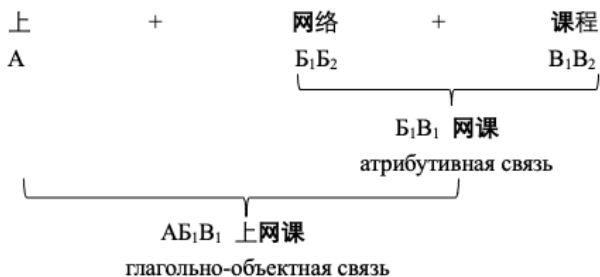 上 + 网络 + 课程
А Б₁Б₂ В₁В₂
Б₁В₁ 网课
атрибутивная связь
АБ₁В₁ 上网课
глагольно-объектная связь